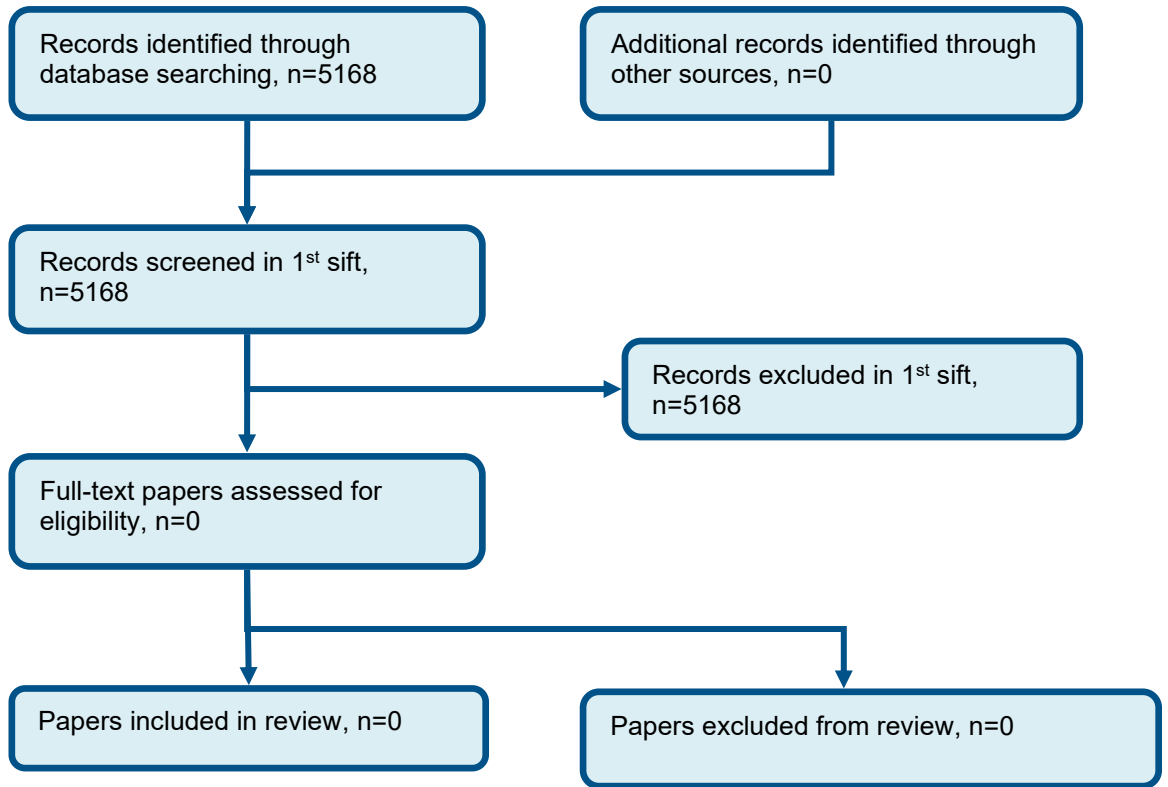 Records identified through
database searching, n=5168
Additional records identified through
other sources, n=0
Records screened in 1st sift,
n=5168
Records excluded in 1st sift,
n=5168
Full-text papers assessed for
eligibility, n=0
Papers included in review, n=0
Papers excluded from review, n=0